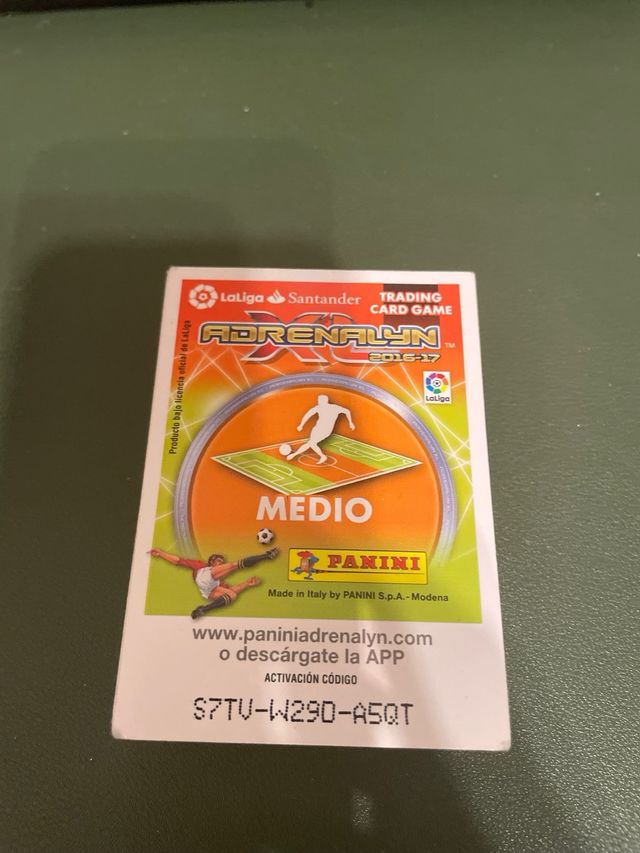 LaLiga Santander
TRADING
CARD GAME
ADRENALYN XL™
2016-17
Producto bajo licencia oficial de LaLiga
LaLiga
MEDIO
PANINI
Made in Italy by PANINI S.p.A. - Modena
www.paniniadrenalyn.com
o descárgate la APP
ACTIVACIÓN CÓDIGO
S7TV-W29D-A5QT